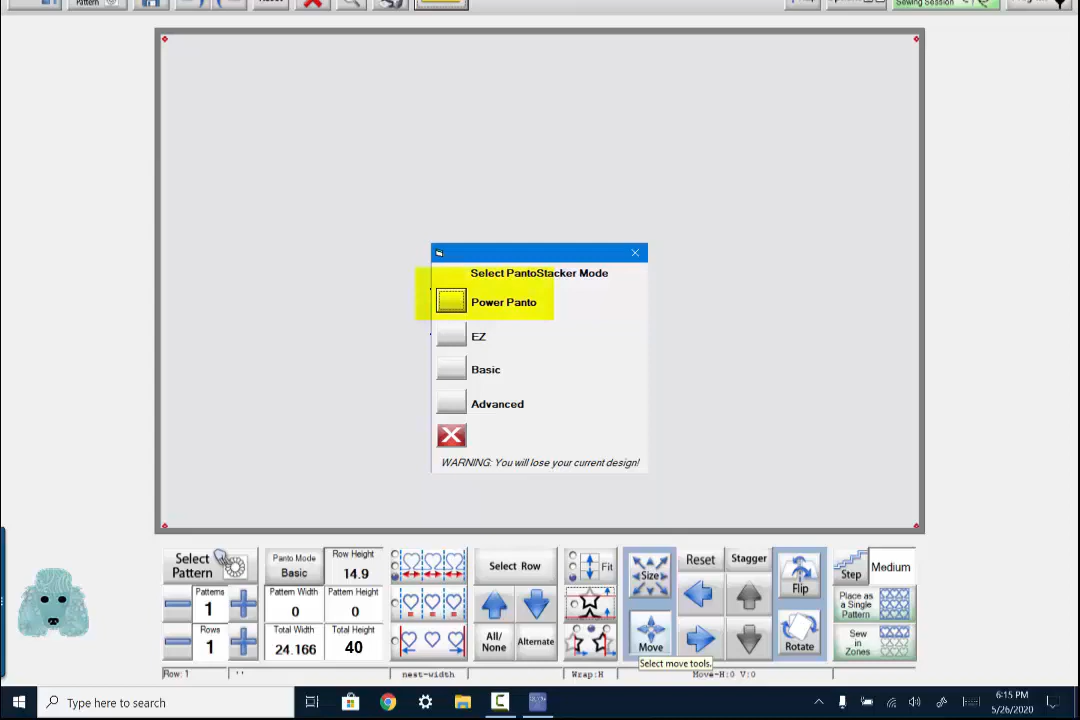 Pattern
Sewing Session
Select PantoStacker Mode
Power Panto
EZ
Basic
Advanced
WARNING: You will lose your current design!
Select
Pattern
Panto Mode
Basic
Row Height
14.9
Select Row
Fit
Size
Reset
Stagger
Flip
Step
Medium
Patterns
1
Pattern Width
0
Pattern Height
0
Place as
a Single
Pattern
Rows
1
Total Width
24.166
Total Height
40
All/
None
Alternate
Move
Rotate
Sew
in
Zones
Select move tools.
Row:1
''
nest-width
Wrap:H
Move-H:0 V:0
Type here to search
6:15 PM
5/26/2020